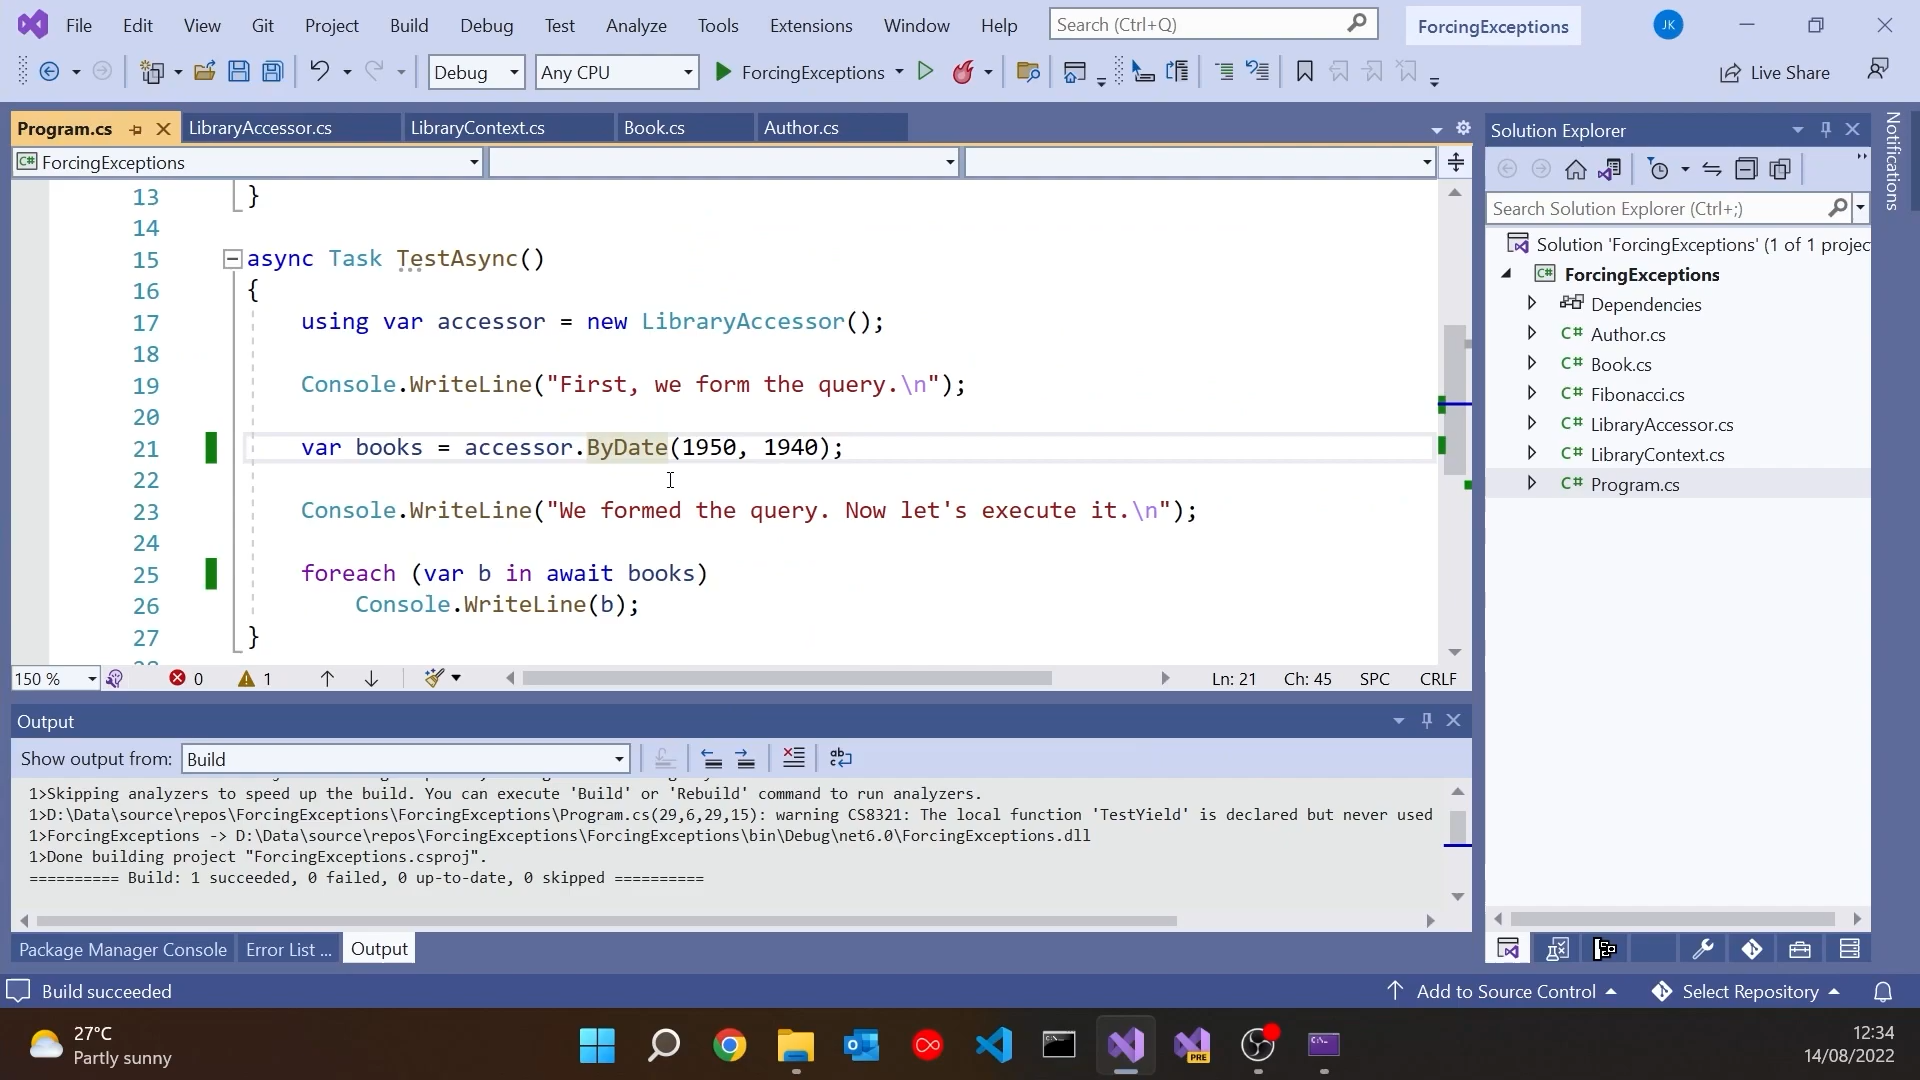 File Edit View Git Project Build Debug Test Analyze Tools Extensions Window Help Search (Ctrl+Q) ForcingExceptions JK
Debug Any CPU ForcingExceptions Live Share
Program.cs LibraryAccessor.cs LibraryContext.cs Book.cs Author.cs
ForcingExceptions
13 }
14
15 async Task TestAsync()
16 {
17 using var accessor = new LibraryAccessor();
18
19 Console.WriteLine("First, we form the query.\n");
20
21 var books = accessor.ByDate(1950, 1940);
22
23 Console.WriteLine("We formed the query. Now let's execute it.\n");
24
25 foreach (var b in await books)
26 Console.WriteLine(b);
27 }
150 % 0 1 Ln: 21 Ch: 45 SPC CRLF
Output
Show output from: Build
1>Skipping analyzers to speed up the build. You can execute 'Build' or 'Rebuild' command to run analyzers.
1>D:\Data\source\repos\ForcingExceptions\ForcingExceptions\Program.cs(29,6,29,15): warning CS8321: The local function 'TestYield' is declared but never used
1>ForcingExceptions -> D:\Data\source\repos\ForcingExceptions\ForcingExceptions\bin\Debug\net6.0\ForcingExceptions.dll
1>Done building project "ForcingExceptions.csproj".
========== Build: 1 succeeded, 0 failed, 0 up-to-date, 0 skipped ==========
Package Manager Console Error List ... Output
Solution Explorer
Search Solution Explorer (Ctrl+;)
Solution 'ForcingExceptions' (1 of 1 projec
C# ForcingExceptions
Dependencies
C# Author.cs
C# Book.cs
C# Fibonacci.cs
C# LibraryAccessor.cs
C# LibraryContext.cs
C# Program.cs
Notifications
Build succeeded Add to Source Control Select Repository
27°C
Partly sunny
PRE
12:34
14/08/2022